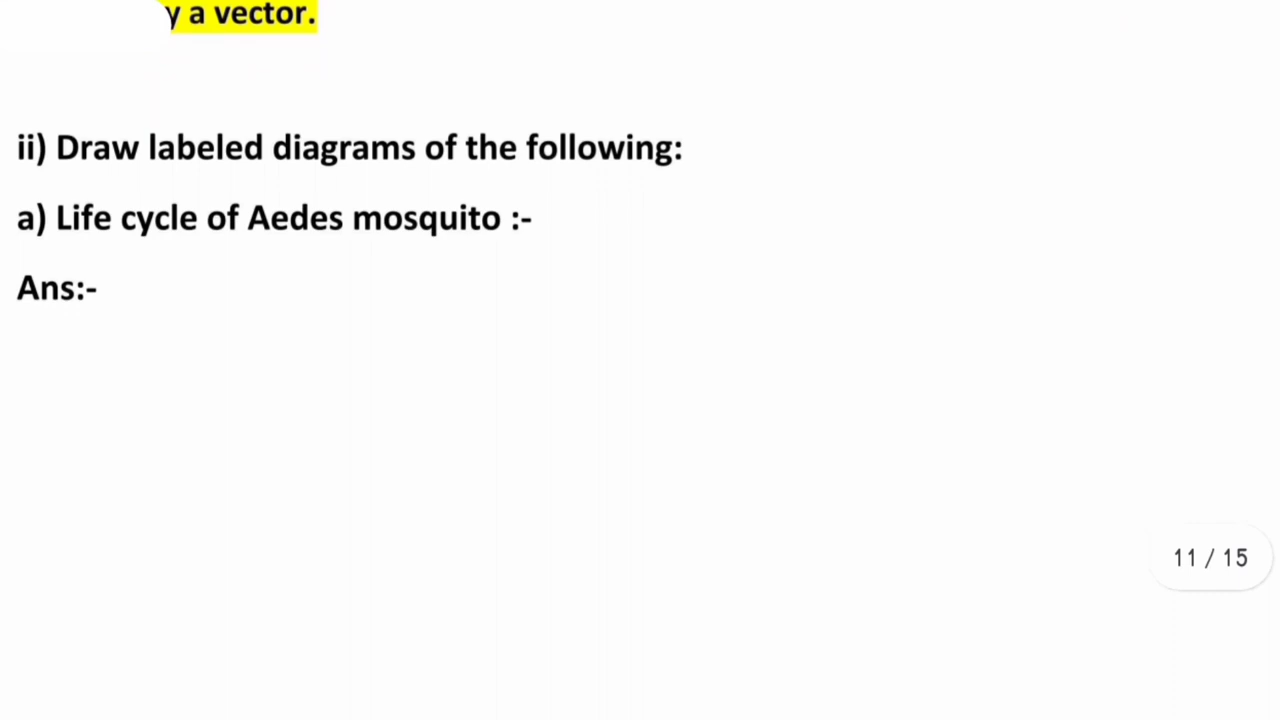 y a vector.
ii) Draw labeled diagrams of the following:
a) Life cycle of Aedes mosquito :-
Ans:-
11 / 15